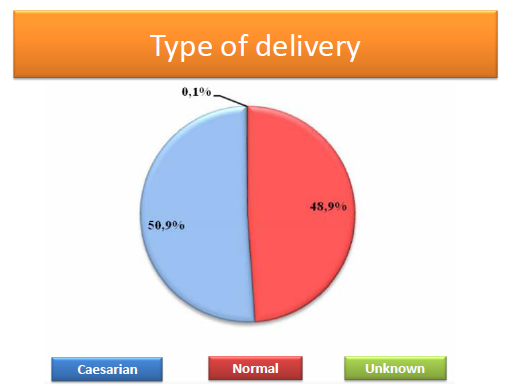 Type of delivery
0,1%
48,9%
50,9%
Caesarian
Normal
Unknown